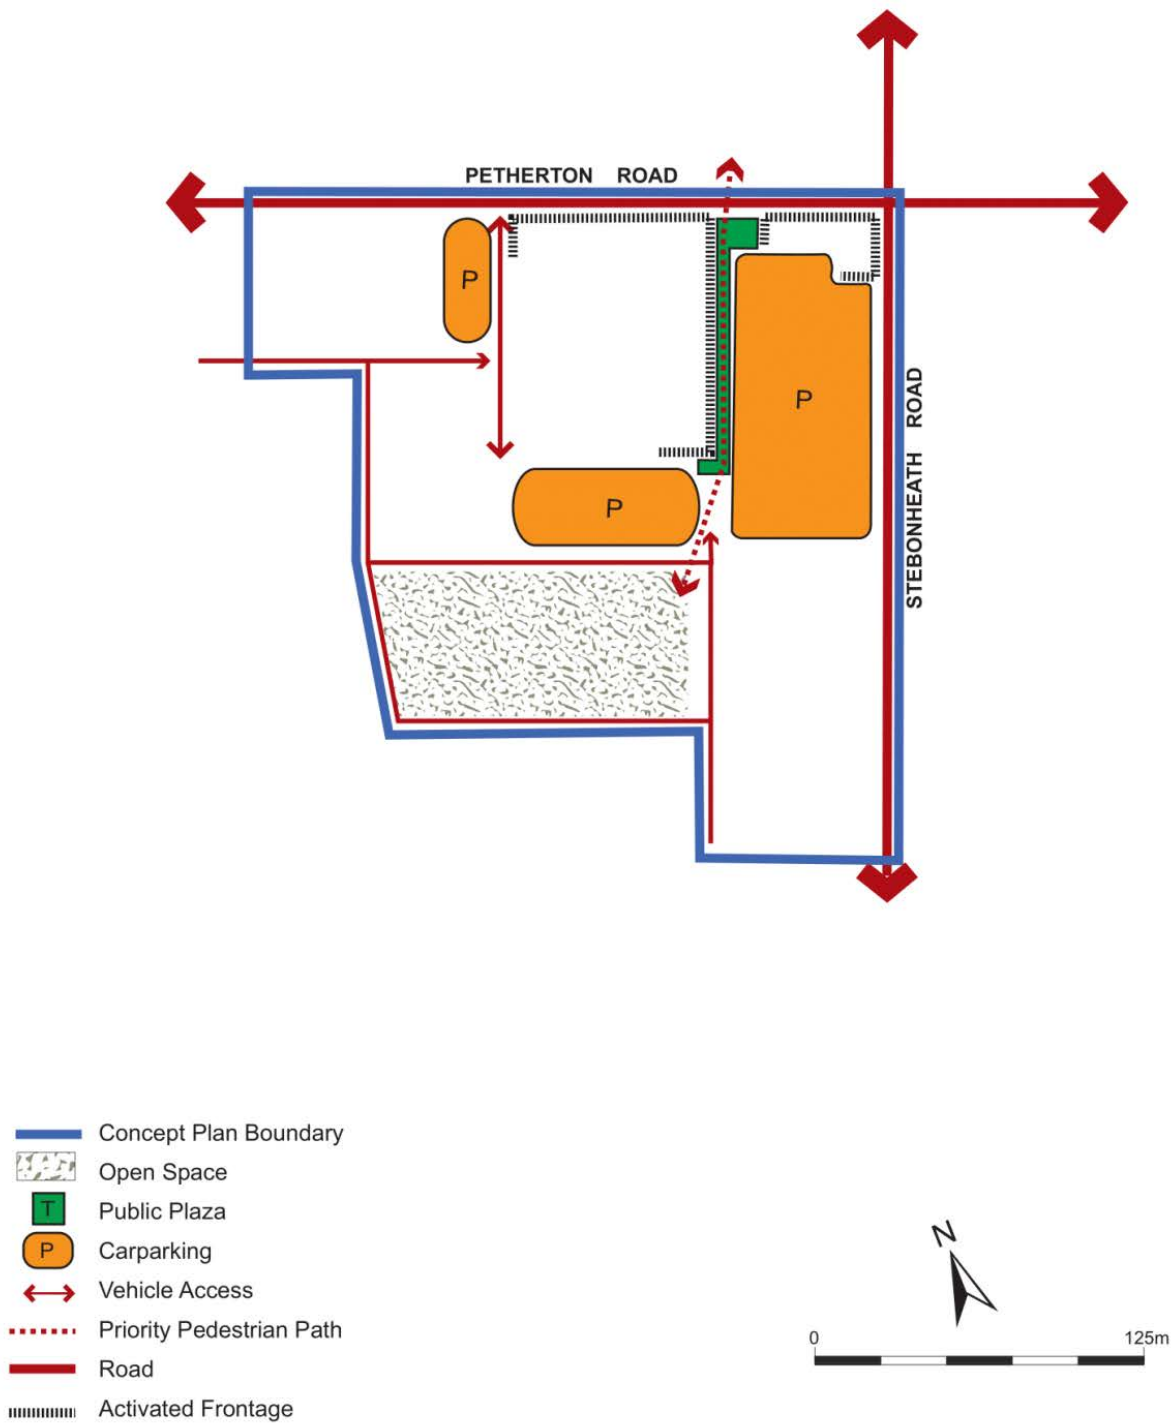 PETHERTON ROAD
P
P
P
STEBONHEATH ROAD
Concept Plan Boundary
Open Space
T
Public Plaza
P
Carparking
Vehicle Access
Priority Pedestrian Path
Road
Activated Frontage
N
0 125m